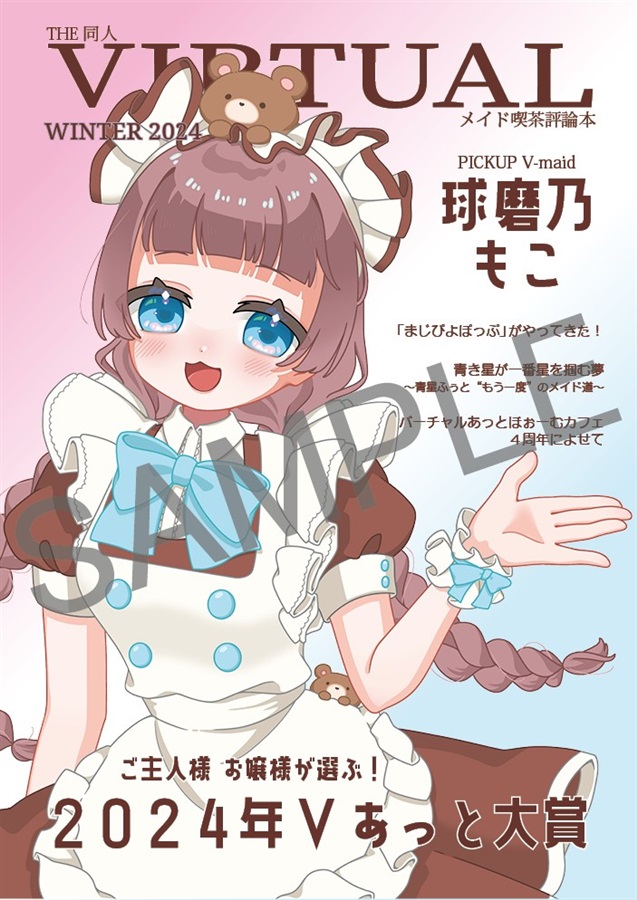 THE 同人
VIRTUAL
WINTER 2024
メイド喫茶評論本
PICKUP V-maid
球磨乃
もこ
「まじぴよぽっぷ」がやってきた！
青き星が一番星を掴む夢
～青星ふぅと“もう一度”のメイド道～
バーチャルあっとほぉーむカフェ
４周年によせて
SAMPLE
ご主人様 お嬢様が選ぶ！
２０２４年Ｖあっと大賞